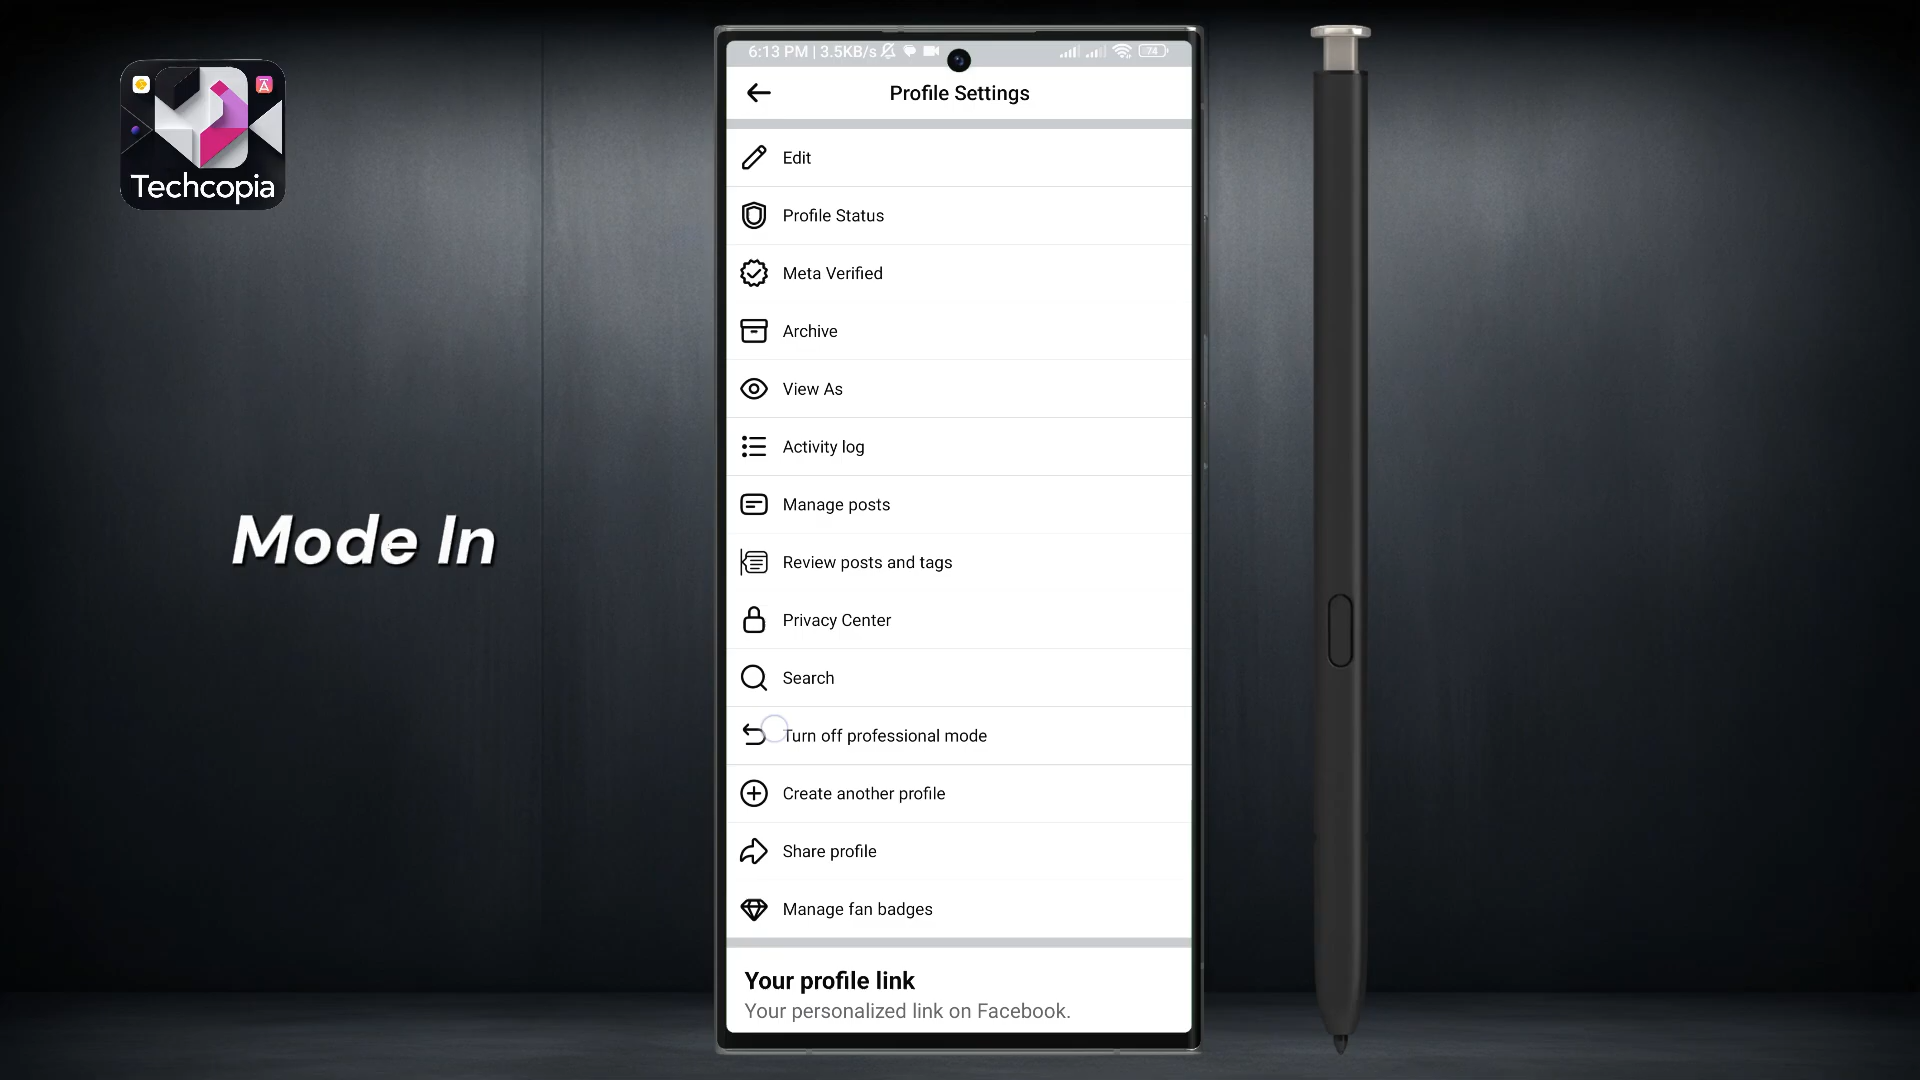 6:13 PM | 3.5KB/s
74
Techcopia
Profile Settings
Edit
Profile Status
Meta Verified
Archive
View As
Activity log
Mode In
Manage posts
Review posts and tags
Privacy Center
Search
Turn off professional mode
Create another profile
Share profile
Manage fan badges
Your profile link
Your personalized link on Facebook.